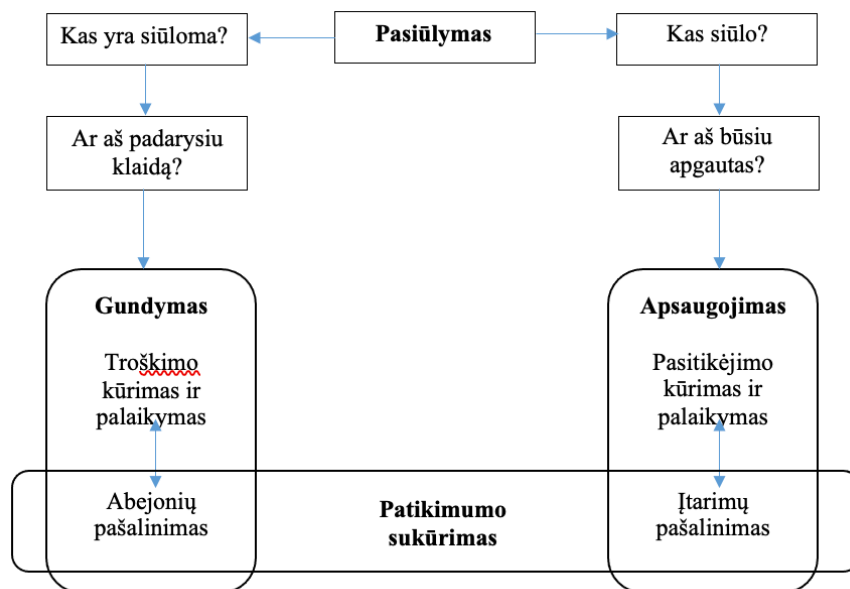 Kas yra siūloma?
Pasiūlymas
Kas siūlo?
Ar aš padarysiu
klaidą?
Ar aš būsiu
apgautas?
Gundymas
Troškimo
kūrimas ir
palaikymas
Apsaugojimas
Pasitikėjimo
kūrimas ir
palaikymas
Abejonių
pašalinimas
Patikimumo
sukūrimas
Įtarimų
pašalinimas